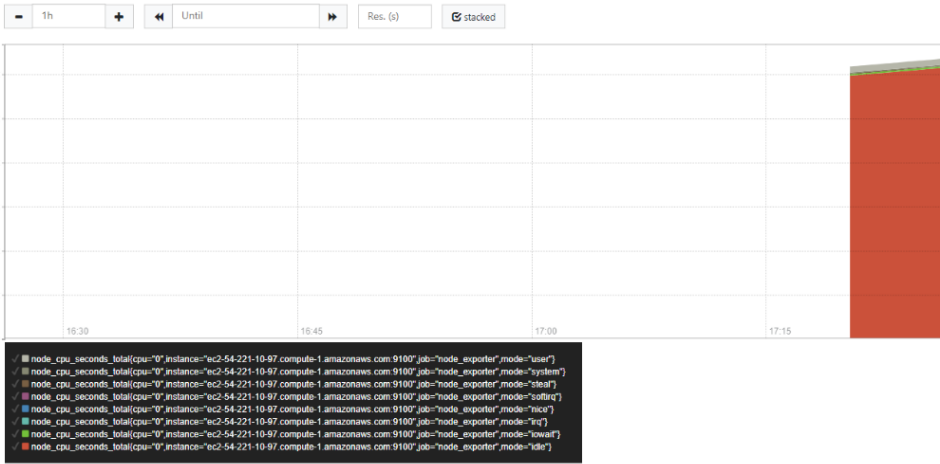 1h Until Res. (s) stacked
16:30 16:45 17:00 17:15
node_cpu_seconds_total{cpu="0",instance="ec2-54-221-10-97.compute-1.amazonaws.com:9100",job="node_exporter",mode="user"}
node_cpu_seconds_total{cpu="0",instance="ec2-54-221-10-97.compute-1.amazonaws.com:9100",job="node_exporter",mode="system"}
node_cpu_seconds_total{cpu="0",instance="ec2-54-221-10-97.compute-1.amazonaws.com:9100",job="node_exporter",mode="steal"}
node_cpu_seconds_total{cpu="0",instance="ec2-54-221-10-97.compute-1.amazonaws.com:9100",job="node_exporter",mode="softirq"}
node_cpu_seconds_total{cpu="0",instance="ec2-54-221-10-97.compute-1.amazonaws.com:9100",job="node_exporter",mode="nice"}
node_cpu_seconds_total{cpu="0",instance="ec2-54-221-10-97.compute-1.amazonaws.com:9100",job="node_exporter",mode="irq"}
node_cpu_seconds_total{cpu="0",instance="ec2-54-221-10-97.compute-1.amazonaws.com:9100",job="node_exporter",mode="iowait"}
node_cpu_seconds_total{cpu="0",instance="ec2-54-221-10-97.compute-1.amazonaws.com:9100",job="node_exporter",mode="idle"}